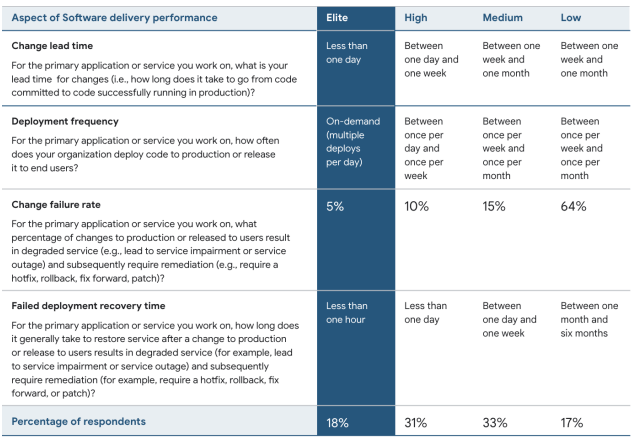 Aspect of Software delivery performance Elite High Medium Low
Change lead time
For the primary application or service you work on, what is your
lead time for changes (i.e., how long does it take to go from code
committed to code successfully running in production)?
Less than
one day
Between
one day and
one week
Between one
week and
one month
Between one
week and
one month
Deployment frequency
For the primary application or service you work on, how often
does your organization deploy code to production or release
it to end users?
On-demand
(multiple
deploys
per day)
Between
once per
day and
once per
week
Between
once per
week and
once per
month
Between
once per
week and
once per
month
Change failure rate
For the primary application or service you work on, what
percentage of changes to production or released to users result
in degraded service (e.g., lead to service impairment or service
outage) and subsequently require remediation (e.g., require a
hotfix, rollback, fix forward, patch)?
5%
10%
15%
64%
Failed deployment recovery time
For the primary application or service you work on, how long does
it generally take to restore service after a change to production
or release to users results in degraded service (for example, lead
to service impairment or service outage) and subsequently
require remediation (for example, require a hotfix, rollback, fix
forward, or patch)?
Less than
one hour
Less than
one day
Between
one day and
one week
Between one
month and
six months
Percentage of respondents 18% 31% 33% 17%